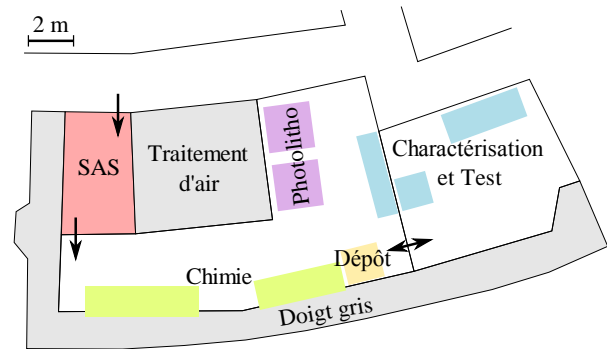 2 m
SAS
Traitement
d'air
Photolitho
Charactérisation
et Test
Dépôt
Chimie
Doigt gris